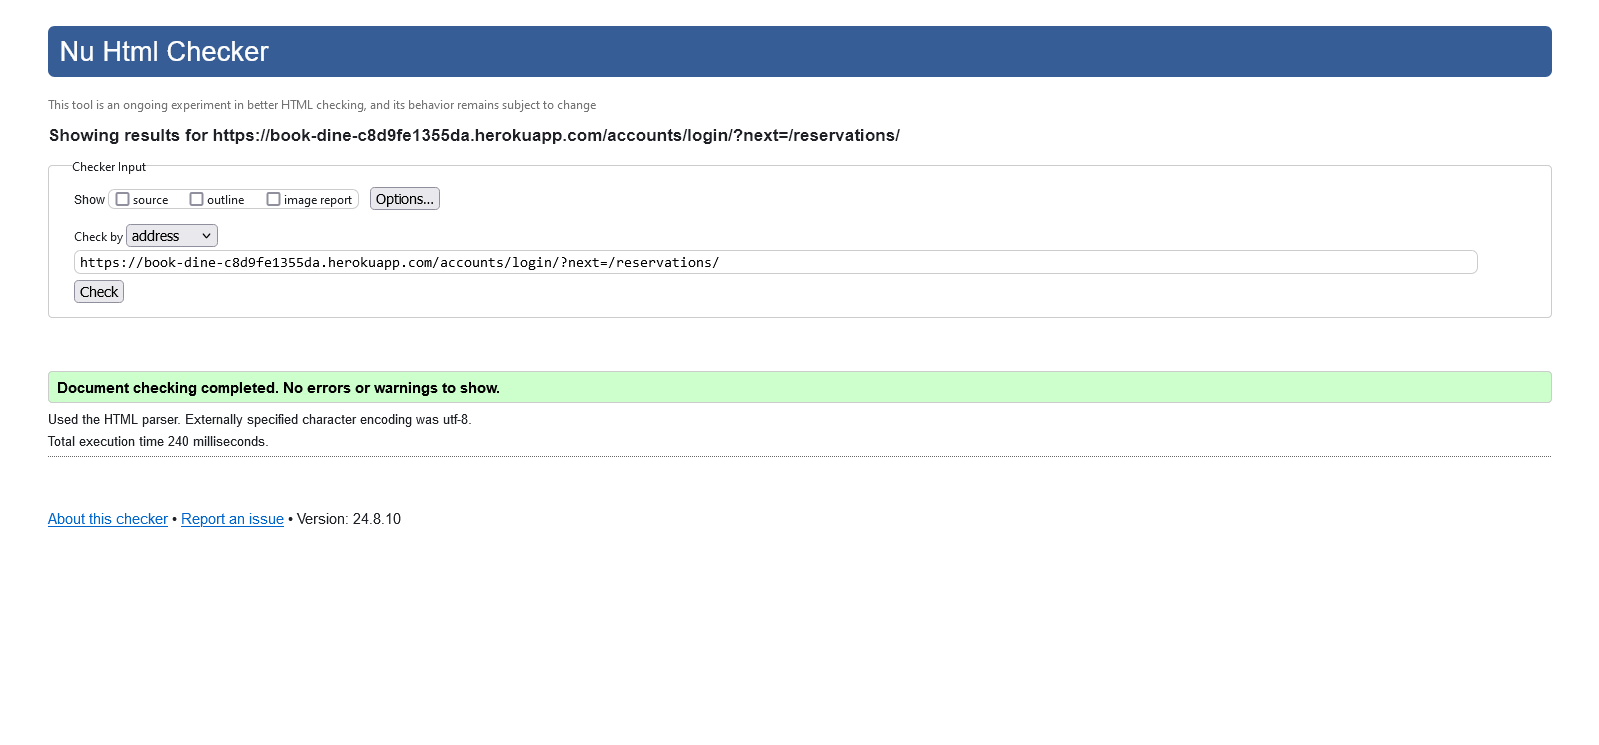 Nu Html Checker
This tool is an ongoing experiment in better HTML checking, and its behavior remains subject to change
Showing results for https://book-dine-c8d9fe1355da.herokuapp.com/accounts/login/?next=/reservations/
Checker Input
Show source outline image report Options...
Check by address
https://book-dine-c8d9fe1355da.herokuapp.com/accounts/login/?next=/reservations/
Check
Document checking completed. No errors or warnings to show.
Used the HTML parser. Externally specified character encoding was utf-8.
Total execution time 240 milliseconds.
About this checker • Report an issue • Version: 24.8.10